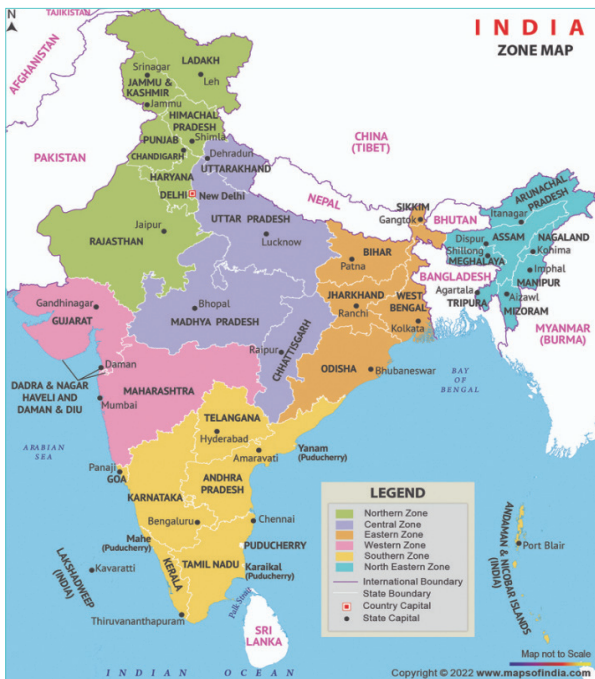 N
INDIA
ZONE MAP
TAJIKISTAN
AFGHANISTAN
PAKISTAN
CHINA
(TIBET)
NEPAL
BHUTAN
BANGLADESH
MYANMAR
(BURMA)
SRI
LANKA
LADAKH
Leh
Srinagar
JAMMU &
KASHMIR
Jammu
HIMACHAL
PRADESH
Shimla
PUNJAB
CHANDIGARH
Dehradun
UTTARAKHAND
HARYANA
DELHI
New Delhi
Jaipur
RAJASTHAN
UTTAR PRADESH
Lucknow
SIKKIM
Gangtok
ARUNACHAL
PRADESH
Itanagar
Dispur
ASSAM
NAGALAND
Kohima
Shillong
MEGHALAYA
Imphal
MANIPUR
Agartala
TRIPURA
Aizawl
MIZORAM
BIHAR
Patna
JHARKHAND
Ranchi
WEST
BENGAL
Kolkata
Gandhinagar
GUJARAT
Bhopal
MADHYA PRADESH
Raipur
CHHATTISGARH
ODISHA
Bhubaneswar
Daman
DADRA & NAGAR
HAVELI AND
DAMAN & DIU
Mumbai
MAHARASHTRA
BAY
OF
BENGAL
ARABIAN
SEA
TELANGANA
Hyderabad
Amaravati
Yanam
(Puducherry)
Panaji
GOA
KARNATAKA
ANDHRA
PRADESH
Bengaluru
Chennai
Mahe
(Puducherry)
PUDUCHERRY
LAKSHADWEEP
(INDIA)
Kavaratti
KERALA
TAMIL NADU
Karaikal
(Puducherry)
Thiruvananthapuram
Palk Strait
INDIAN OCEAN
ANDAMAN & NICOBAR ISLANDS
(INDIA)
Port Blair
LEGEND
Northern Zone
Central Zone
Eastern Zone
Western Zone
Southern Zone
North Eastern Zone
International Boundary
State Boundary
Country Capital
State Capital
Map not to Scale
Copyright © 2022 www.mapsofindia.com